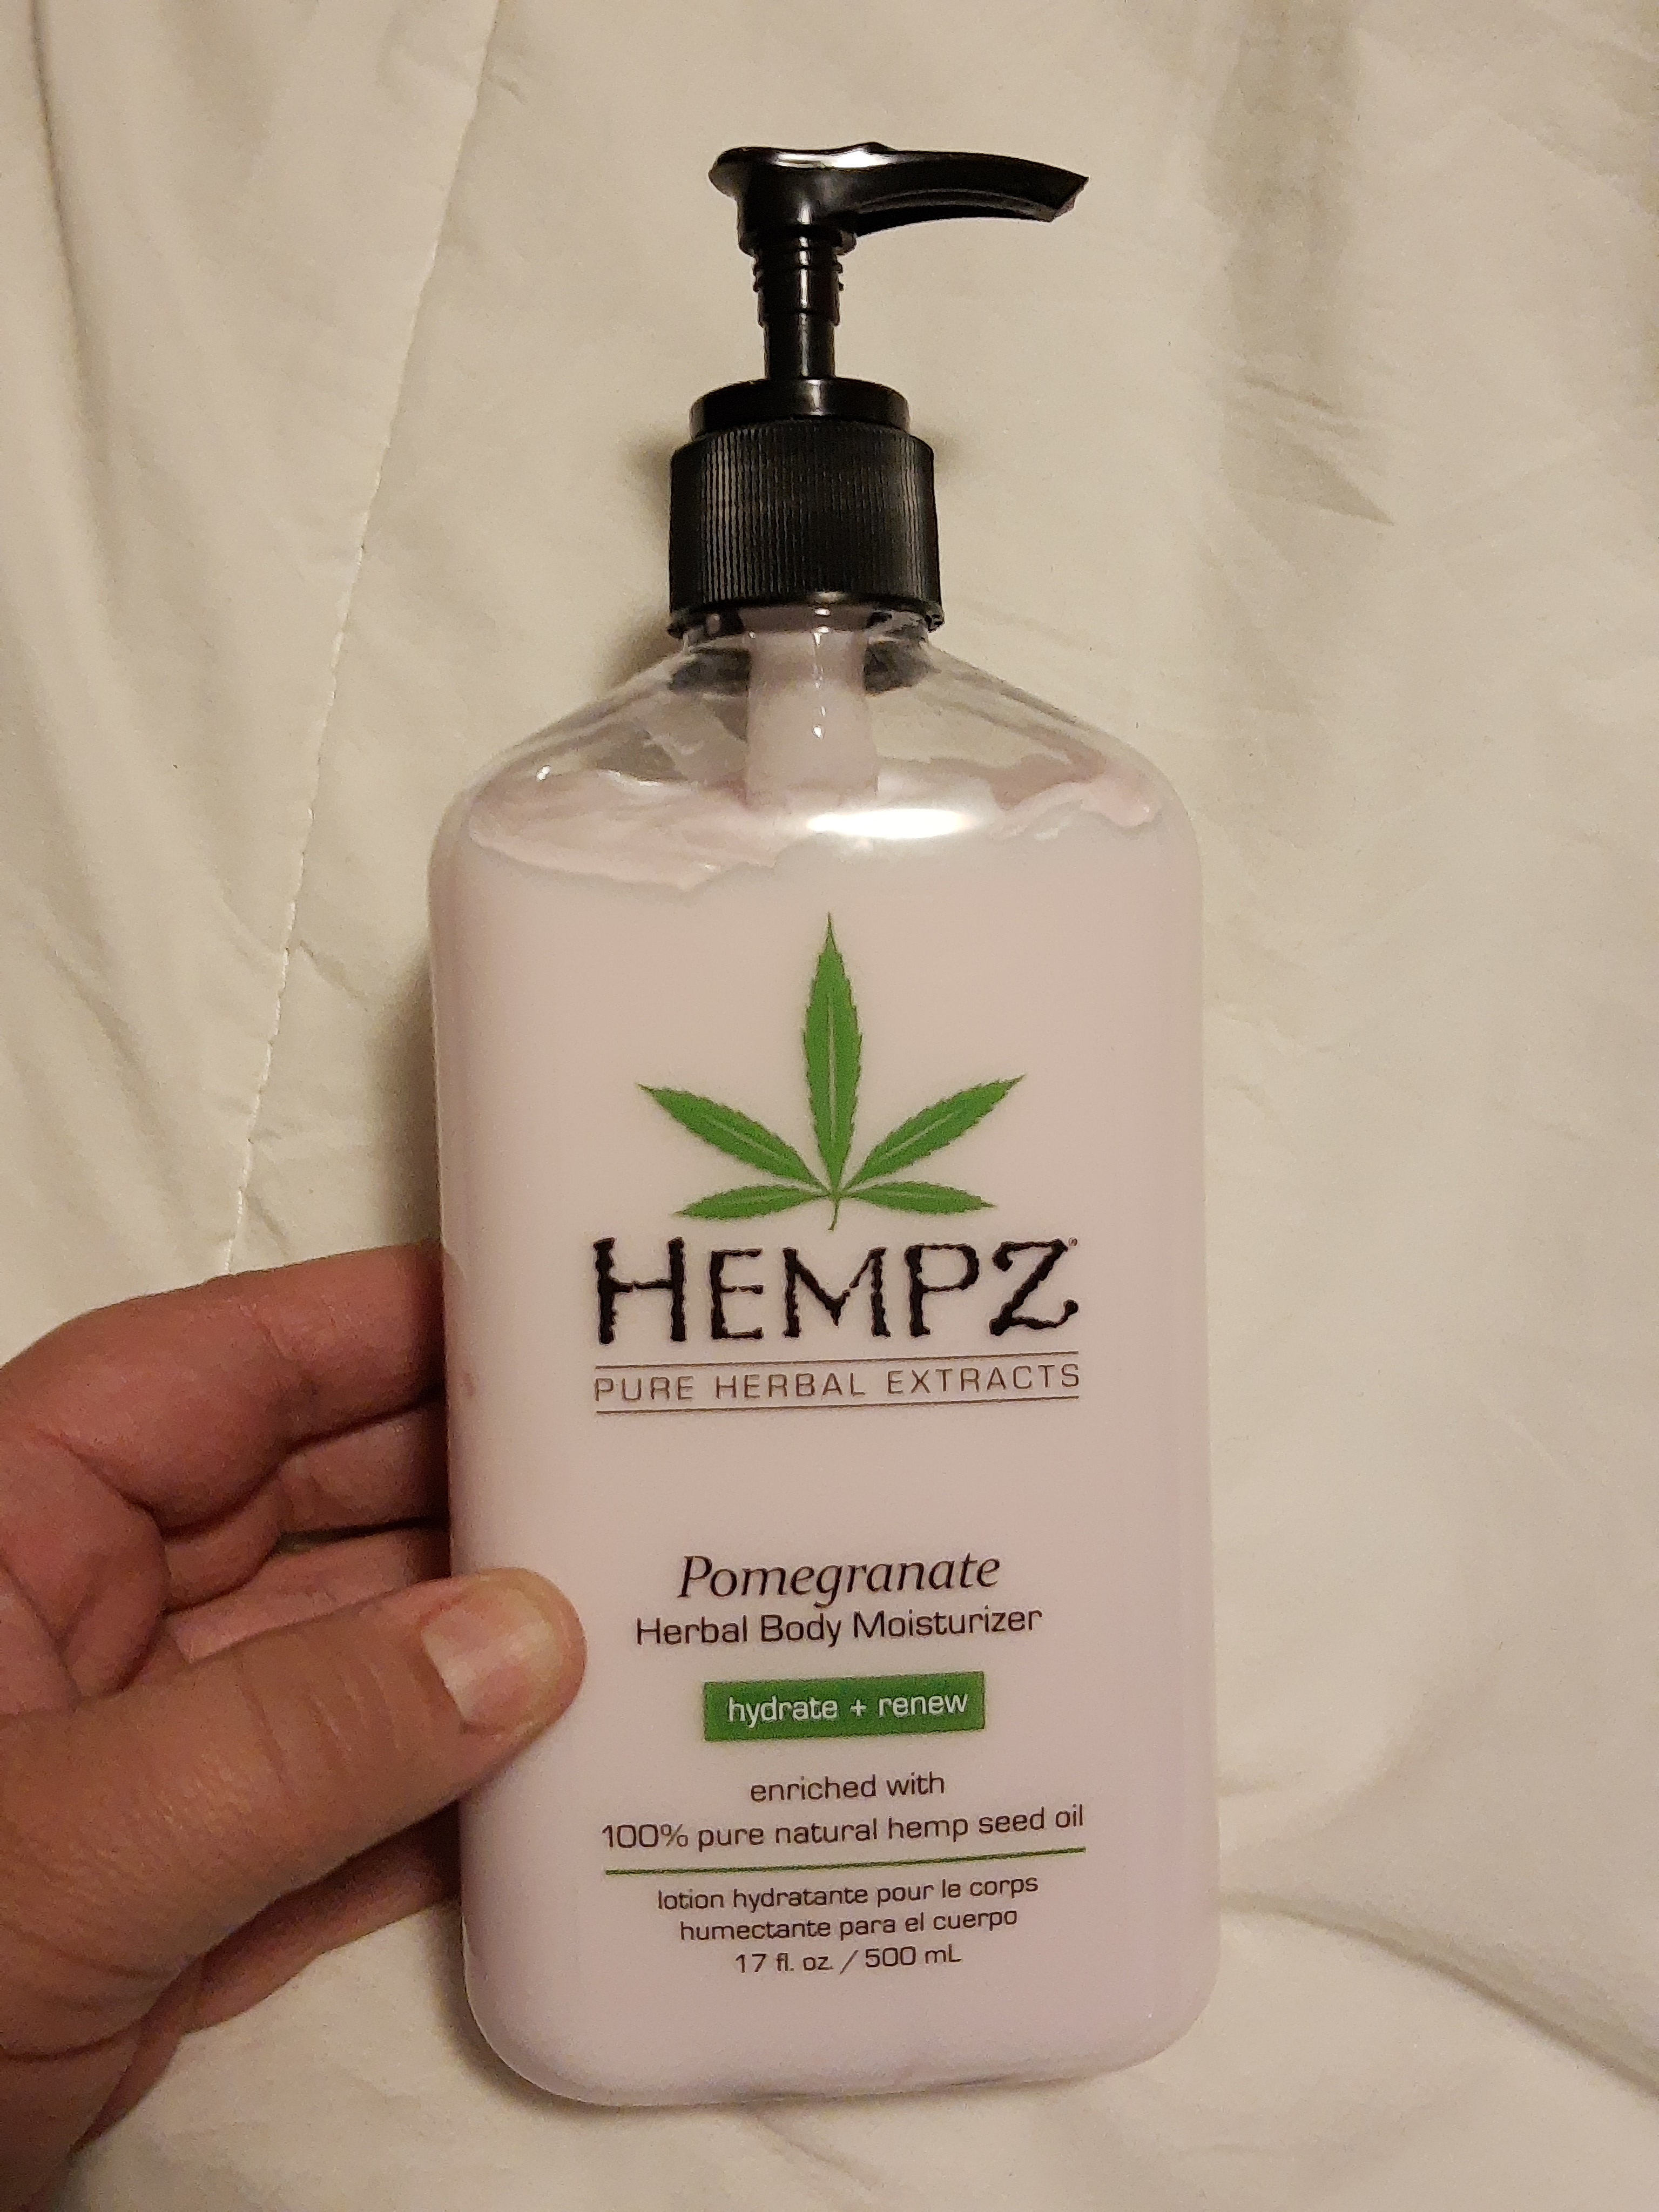 HEMPZ®
PURE HERBAL EXTRACTS
Pomegranate
Herbal Body Moisturizer
hydrate + renew
enriched with
100% pure natural hemp seed oil
lotion hydratante pour le corps
humectante para el cuerpo
17 fl. oz. / 500 mL